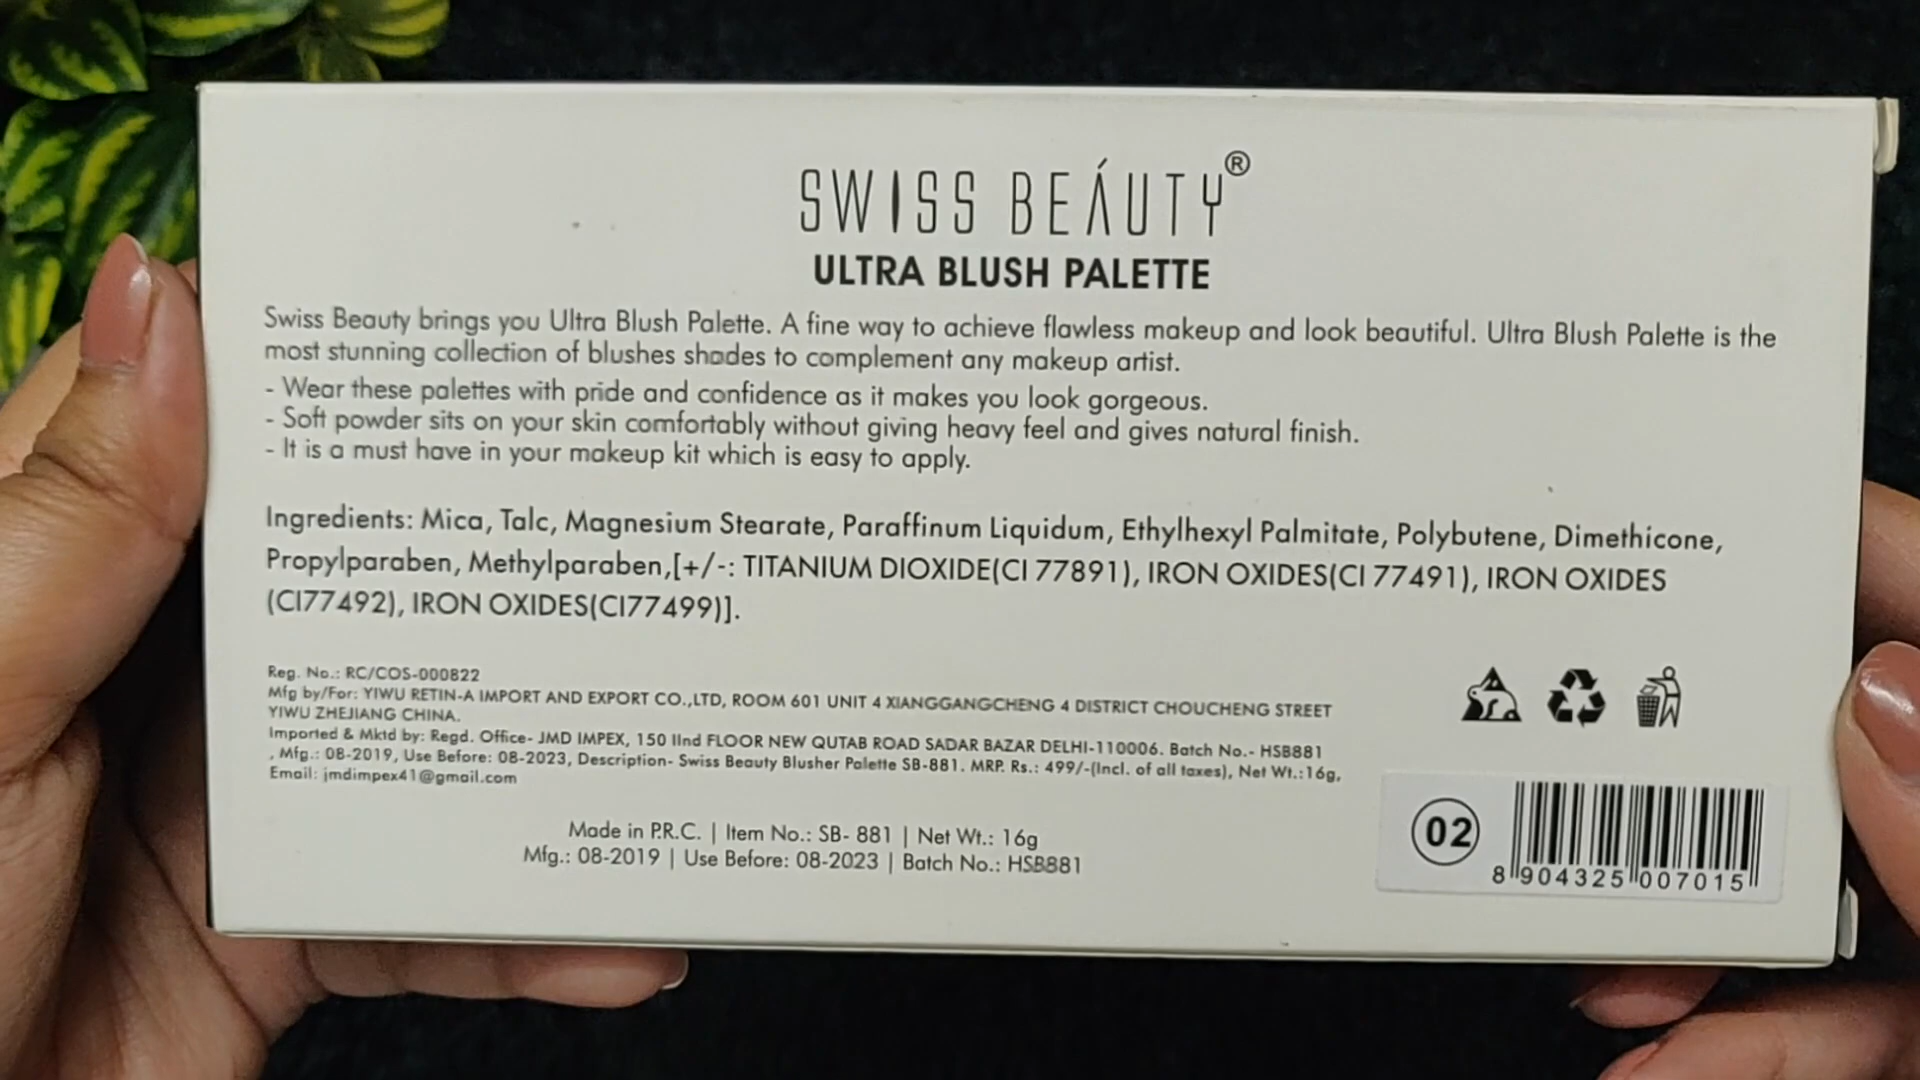 SWISS BEÁUTY®
ULTRA BLUSH PALETTE
Swiss Beauty brings you Ultra Blush Palette. A fine way to achieve flawless makeup and look beautiful. Ultra Blush Palette is the
most stunning collection of blushes shades to complement any makeup artist.
- Wear these palettes with pride and confidence as it makes you look gorgeous.
- Soft powder sits on your skin comfortably without giving heavy feel and gives natural finish.
- It is a must have in your makeup kit which is easy to apply.
Ingredients: Mica, Talc, Magnesium Stearate, Paraffinum Liquidum, Ethylhexyl Palmitate, Polybutene, Dimethicone,
Propylparaben, Methylparaben,[+/-: TITANIUM DIOXIDE(CI 77891), IRON OXIDES(CI 77491), IRON OXIDES
(CI77492), IRON OXIDES(CI77499)].
Reg. No.: RC/COS-000822
Mfg by/For: YIWU RETIN-A IMPORT AND EXPORT CO.,LTD, ROOM 601 UNIT 4 XIANGGANGCHENG 4 DISTRICT CHOUCHENG STREET
YIWU ZHEJIANG CHINA.
Imported & Mktd by: Regd. Office- JMD IMPEX, 150 IInd FLOOR NEW QUTAB ROAD SADAR BAZAR DELHI-110006. Batch No.- HSB881
, Mfg.: 08-2019, Use Before: 08-2023, Description- Swiss Beauty Blusher Palette SB-881. MRP. Rs.: 499/-(Incl. of all taxes), Net Wt.:16g,
Email: jmdimpex41@gmail.com
Made in P.R.C. | Item No.: SB- 881 | Net Wt.: 16g
Mfg.: 08-2019 | Use Before: 08-2023 | Batch No.: HSB881
02
8 904325 007015